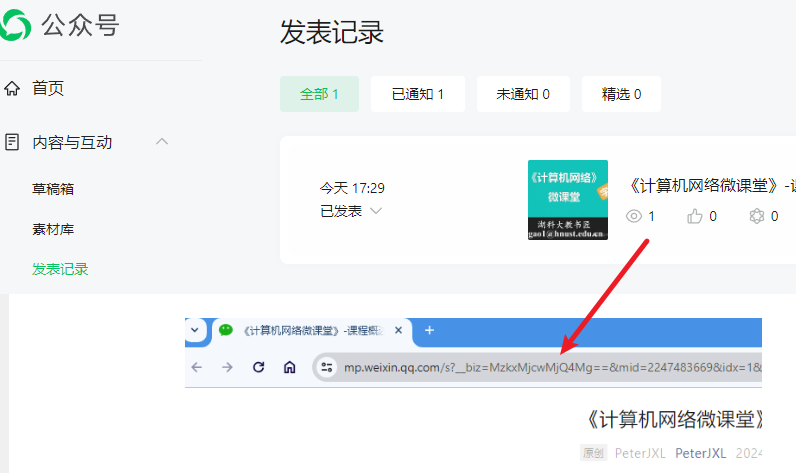 公众号
发表记录
首页
全部 1
已通知 1
未通知 0
精选 0
内容与互动
草稿箱
素材库
发表记录
今天 17:29
已发表
《计算机网络》
微课堂
湖科大教书匠
gao1@hnust.edu.cn
《计算机网络微课堂》-课
1
0
0
《计算机网络微课堂》-课程概
mp.weixin.qq.com/s?__biz=MzkxMjcwMjQ4Mg==&mid=2247483669&idx=1&
《计算机网络微课堂》
原创 PeterJXL PeterJXL 2024